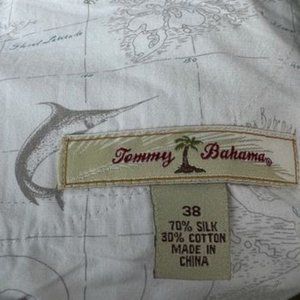 Tommy Bahama®
38
70% SILK
30% COTTON
MADE IN
CHINA